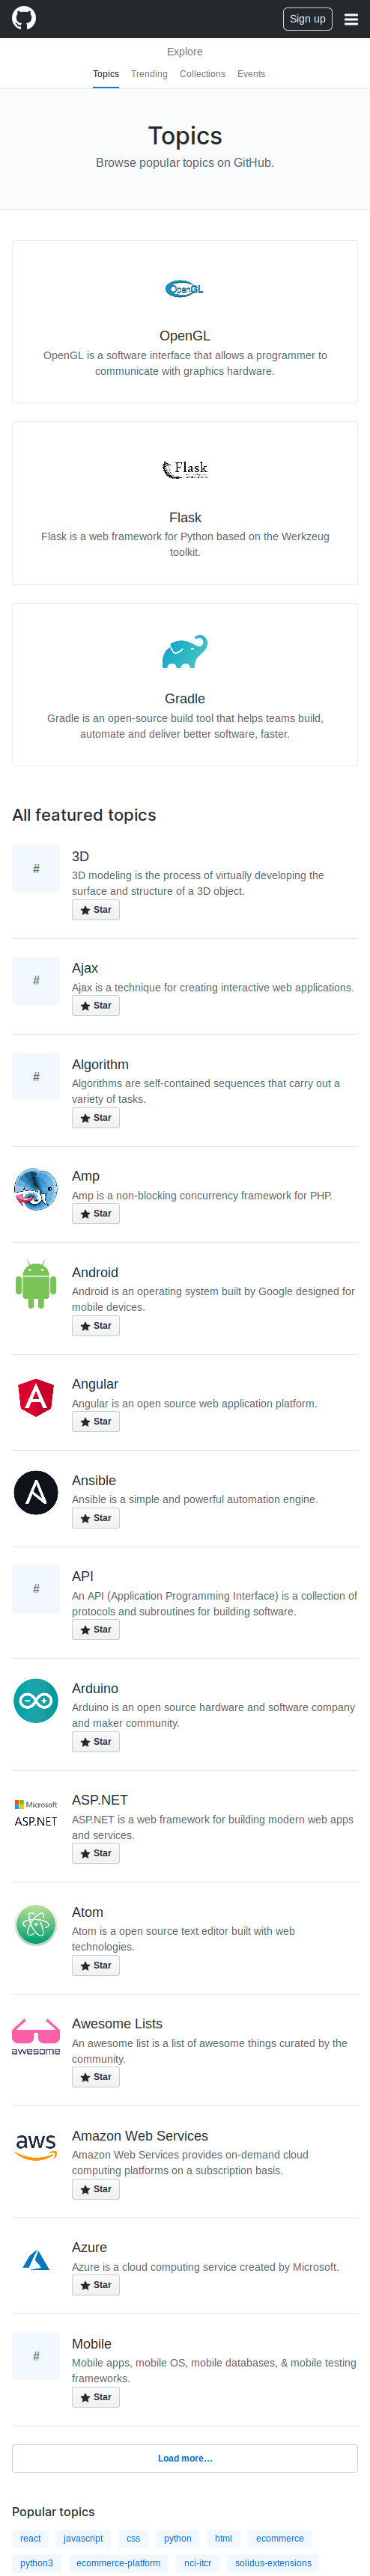 Sign up
Explore
Topics Trending Collections Events
Topics
Browse popular topics on GitHub.
OpenGL
OpenGL
OpenGL is a software interface that allows a programmer to
communicate with graphics hardware.
Flask
Flask
Flask is a web framework for Python based on the Werkzeug
toolkit.
Gradle
Gradle is an open-source build tool that helps teams build,
automate and deliver better software, faster.
All featured topics
#
3D
3D modeling is the process of virtually developing the
surface and structure of a 3D object.
Star
#
Ajax
Ajax is a technique for creating interactive web applications.
Star
#
Algorithm
Algorithms are self-contained sequences that carry out a
variety of tasks.
Star
Amp
Amp is a non-blocking concurrency framework for PHP.
Star
Android
Android is an operating system built by Google designed for
mobile devices.
Star
Angular
Angular is an open source web application platform.
Star
Ansible
Ansible is a simple and powerful automation engine.
Star
#
API
An API (Application Programming Interface) is a collection of
protocols and subroutines for building software.
Star
Arduino
Arduino is an open source hardware and software company
and maker community.
Star
Microsoft
ASP.NET
ASP.NET
ASP.NET is a web framework for building modern web apps
and services.
Star
Atom
Atom is a open source text editor built with web
technologies.
Star
awesome
Awesome Lists
An awesome list is a list of awesome things curated by the
community.
Star
aws
Amazon Web Services
Amazon Web Services provides on-demand cloud
computing platforms on a subscription basis.
Star
Azure
Azure is a cloud computing service created by Microsoft.
Star
#
Mobile
Mobile apps, mobile OS, mobile databases, & mobile testing
frameworks.
Star
Load more…
Popular topics
react javascript css python html ecommerce
python3 ecommerce-platform nci-itcr solidus-extensions